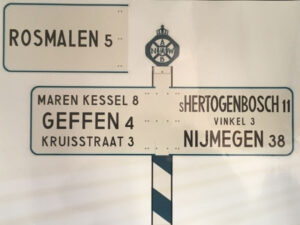 ROSMALEN 5
MAREN KESSEL 8
GEFFEN 4
KRUISSTRAAT 3
sHERTOGENBOSCH 11
VINKEL 3
NIJMEGEN 38